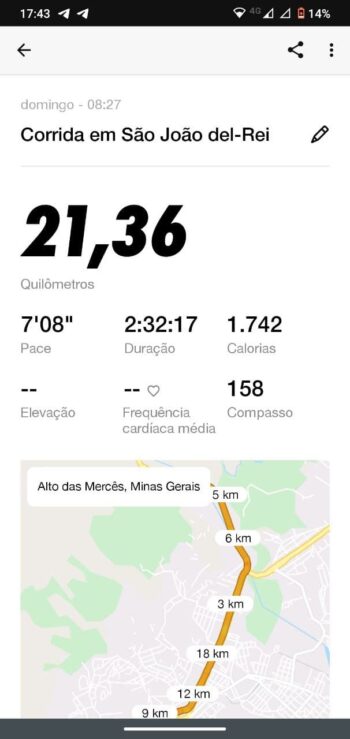 17:43 4G 14%
domingo - 08:27
Corrida em São João del-Rei
21,36
Quilômetros
7'08" 2:32:17 1.742
Pace Duração Calorias
-- -- 158
Elevação Frequência cardíaca média Compasso
Alto das Mercês, Minas Gerais
5 km
6 km
3 km
18 km
12 km
9 km